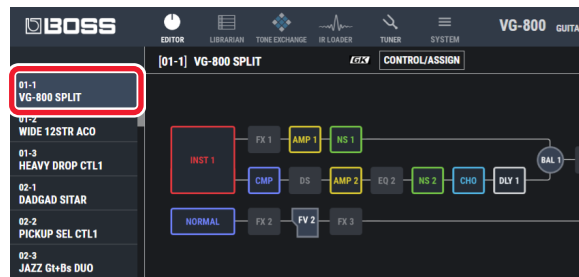 BOSS
EDITOR LIBRARIAN TONE EXCHANGE IR LOADER TUNER SYSTEM VG-800 GUITA
[01-1] VG-800 SPLIT GK CONTROL/ASSIGN
01-1
VG-800 SPLIT
01-2
WIDE 12STR ACO
01-3
HEAVY DROP CTL1
02-1
DADGAD SITAR
02-2
PICKUP SEL CTL1
02-3
JAZZ Gt+Bs DUO
FX 1 AMP 1 NS 1
INST 1 BAL 1
CMP DS AMP 2 EQ 2 NS 2 CHO DLY 1
NORMAL FX 2 FV 2 FX 3